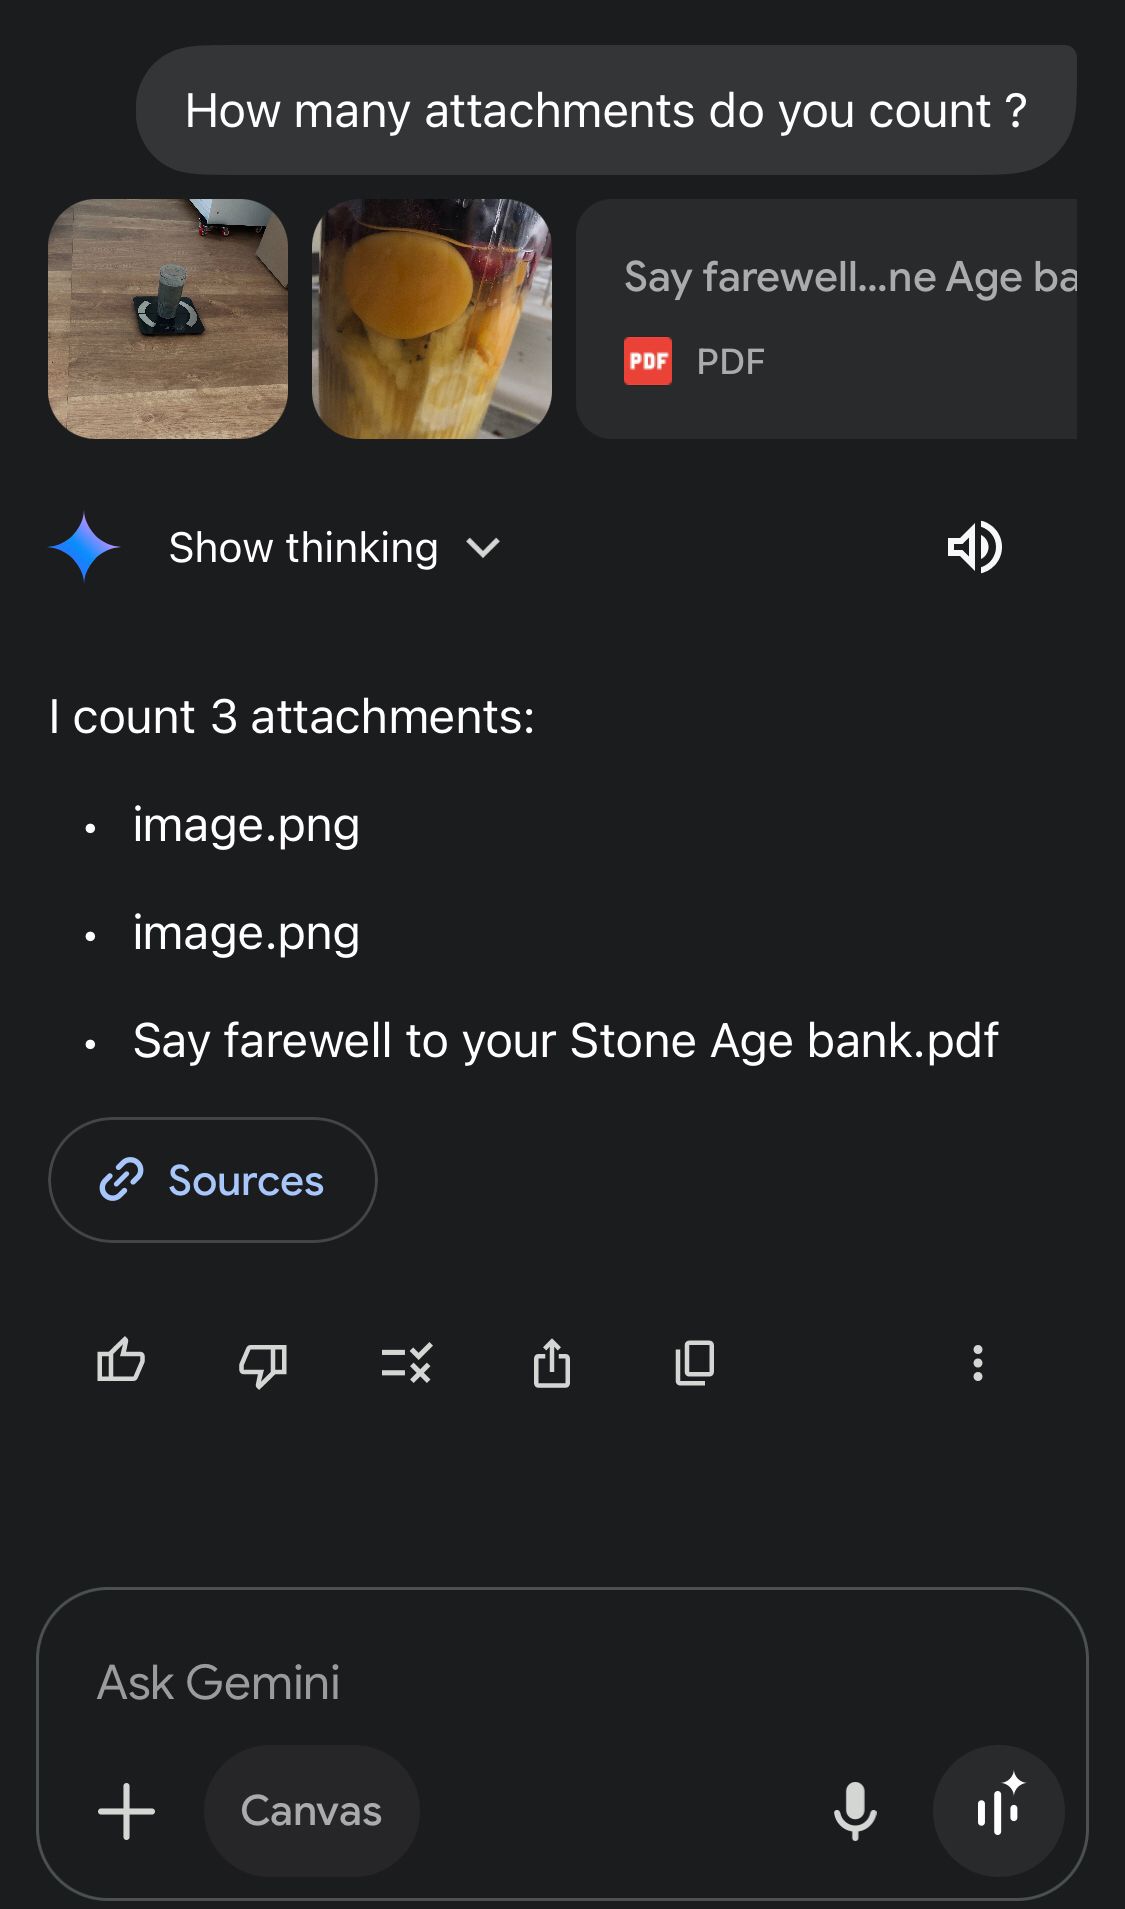 How many attachments do you count ?
Say farewell...ne Age ba
PDF PDF
Show thinking
I count 3 attachments:
• image.png
• image.png
• Say farewell to your Stone Age bank.pdf
Sources
Ask Gemini
Canvas